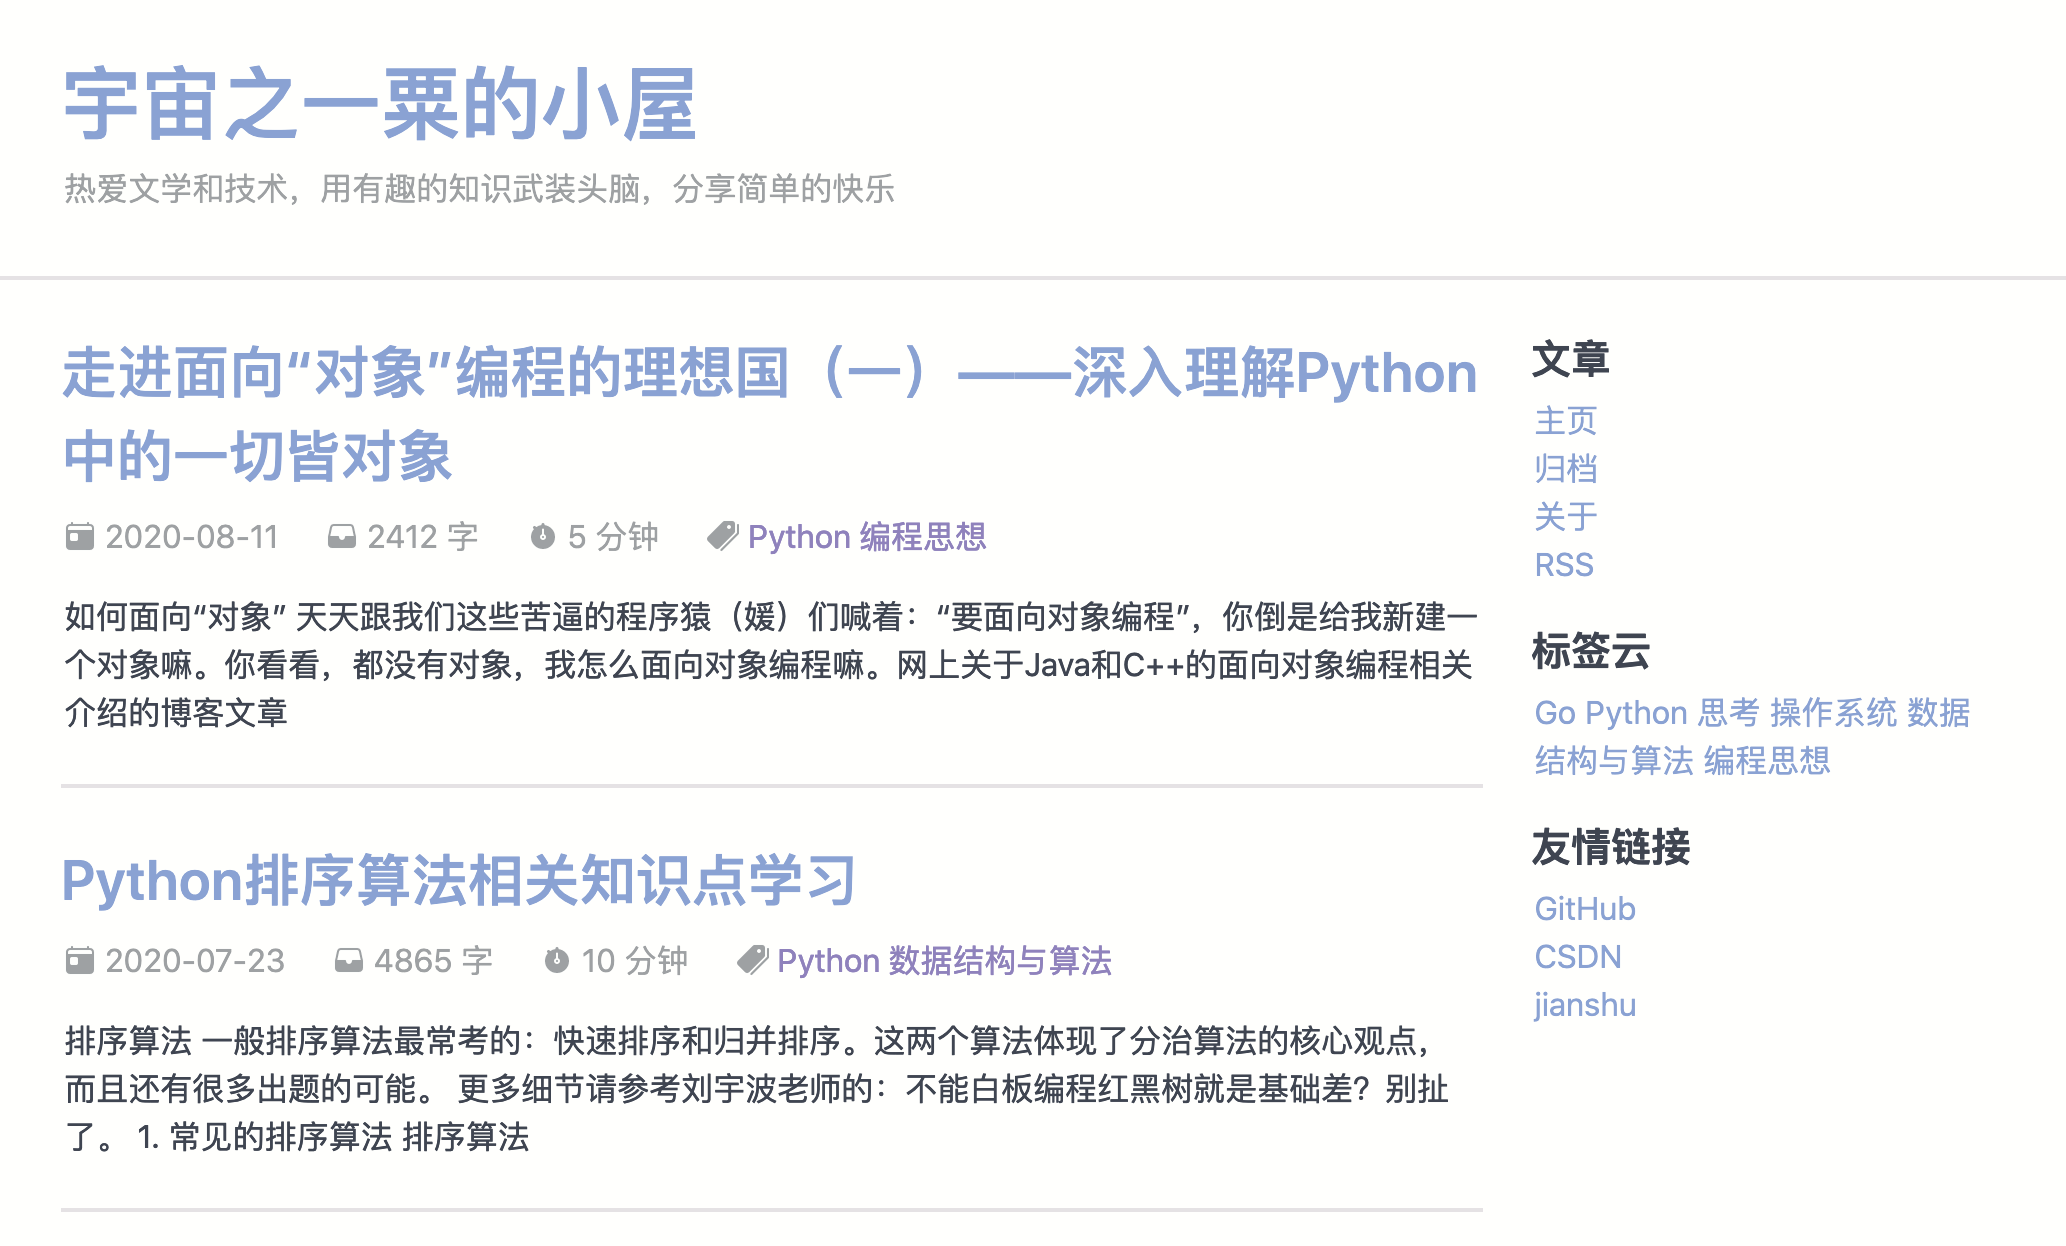 宇宙之一粟的小屋
热爱文学和技术，用有趣的知识武装头脑，分享简单的快乐
走进面向“对象”编程的理想国（一）——深入理解Python
中的一切皆对象
2020-08-11 2412 字 5 分钟 Python 编程思想
如何面向“对象” 天天跟我们这些苦逼的程序猿（媛）们喊着：“要面向对象编程”，你倒是给我新建一
个对象嘛。你看看，都没有对象，我怎么面向对象编程嘛。网上关于Java和C++的面向对象编程相关
介绍的博客文章
Python排序算法相关知识点学习
2020-07-23 4865 字 10 分钟 Python 数据结构与算法
排序算法 一般排序算法最常考的：快速排序和归并排序。这两个算法体现了分治算法的核心观点，
而且还有很多出题的可能。 更多细节请参考刘宇波老师的：不能白板编程红黑树就是基础差？别扯
了。 1. 常见的排序算法 排序算法
文章
主页
归档
关于
RSS
标签云
Go Python 思考 操作系统 数据
结构与算法 编程思想
友情链接
GitHub
CSDN
jianshu